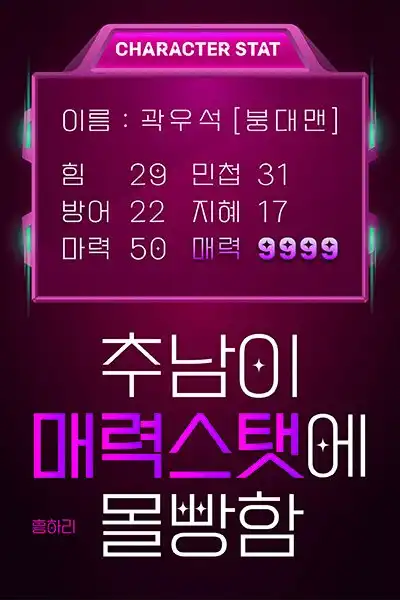 CHARACTER STAT
이름 : 곽우석 [붕대맨]
힘 29 민첩 31
방어 22 지혜 17
마력 50 매력 9999
추남이
매력스탯에
몰빵함
흠하리